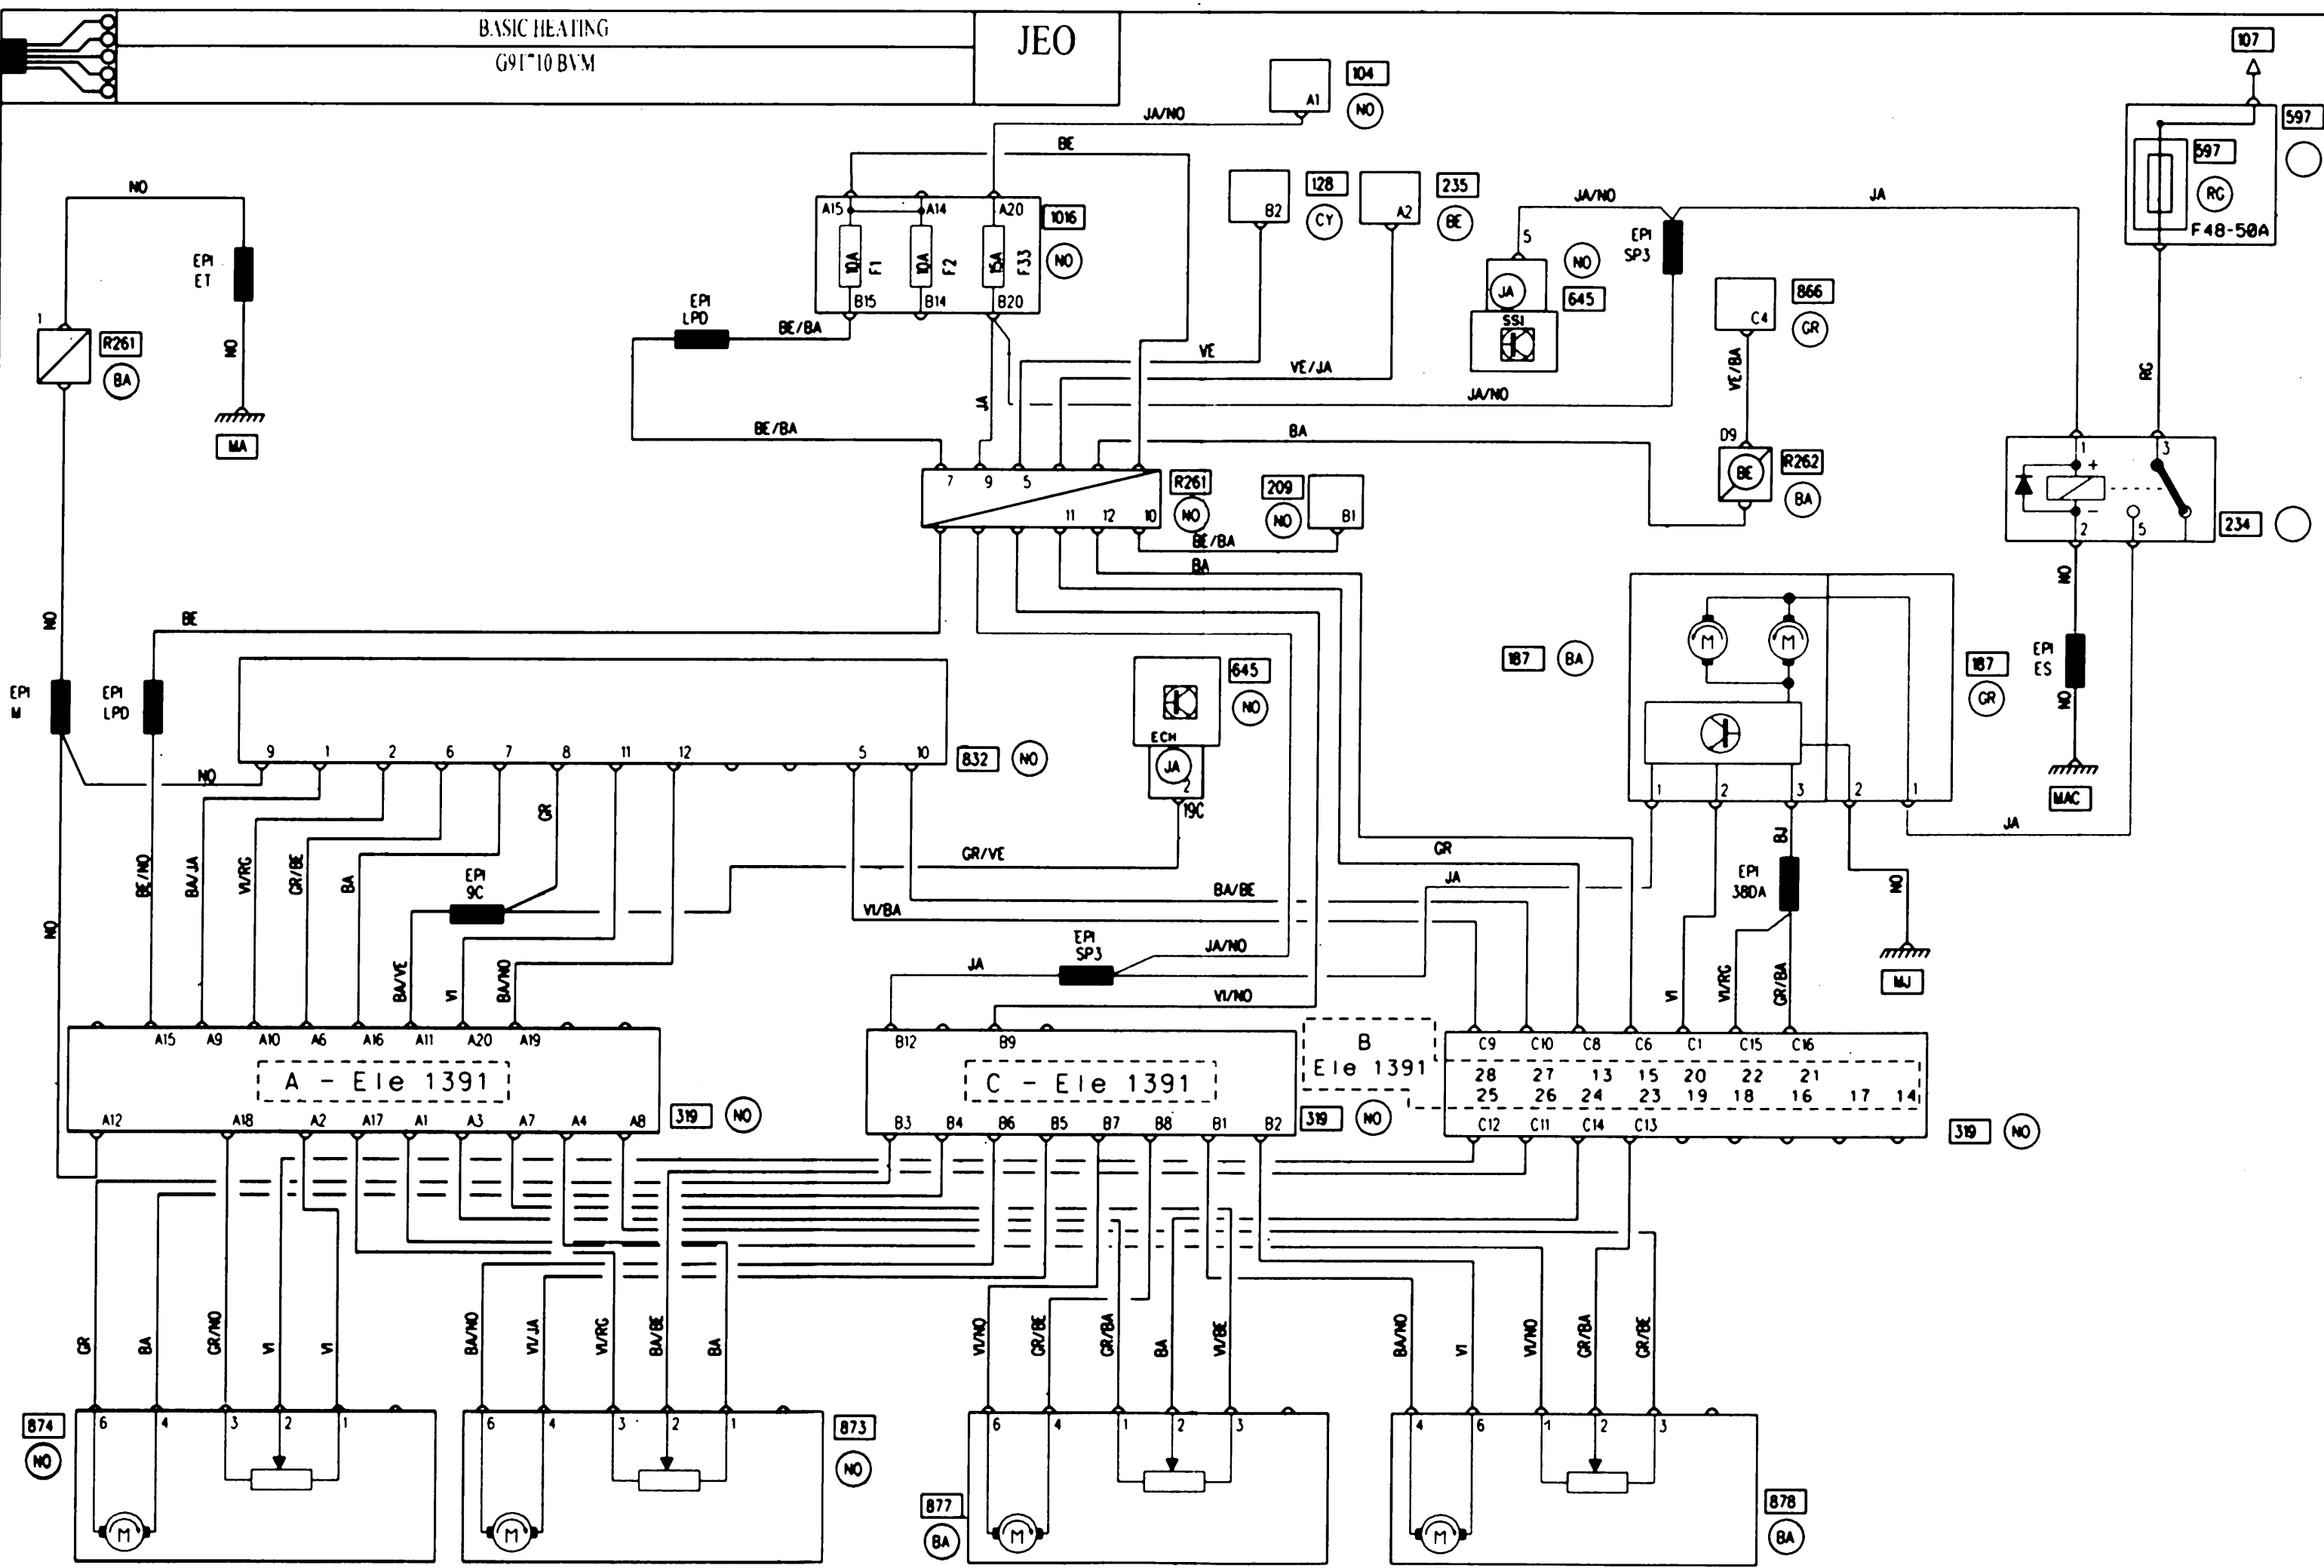 BASIC HEATING
JEO
G9T"10 BVM
107
104
A1
NO
JA/NO
597
597
RG
F48-50A
BE
NO
128
B2
CY
235
A2
BE
JA/NO
JA
A15
A14
A20
1016
NO
10A
F1
10A
F2
15A
F33
B15
B14
B20
5
NO
EPI
SP3
JA
645
SSI
EPI
ET
NO
MA
1
R261
BA
EPI
LPD
BE/BA
866
C4
GR
VE
VE/JA
VE/BA
RG
JA
JA/NO
BE/BA
BA
D9
BE
R262
BA
7
9
5
11
12
10
R261
NO
209
NO
B1
BE/BA
BA
1
3
+
-
2
5
234
NO
BE
NO
EPI
M
EPI
LPD
9
1
2
6
7
8
11
12
5
10
832
NO
NO
645
NO
ECH
JA
2
19C
187
BA
M
M
187
GR
1
2
3
2
1
EPI
ES
NO
MAC
JA
GR
BE/NO
BA/JA
VI/RG
GR/BE
BA
EPI
9C
GR/VE
GR
JA
BJ
EPI
38DA
NO
BA/BE
VI/BA
NO
BA/VE
VI
BA/NO
JA
EPI
SP3
JA/NO
VI/NO
VI
VI/RG
GR/BA
MJ
A15
A9
A10
A6
A16
A11
A20
A19
A - Ele 1391
A12
A18
A2
A17
A1
A3
A7
A4
A8
319
NO
B12
B9
C - Ele 1391
B3
B4
B6
B5
B7
B8
B1
B2
319
NO
B
Ele 1391
C9
C10
C8
C6
C1
C15
C16
28
27
13
15
20
22
21
25
26
24
23
19
18
16
17
14
C12
C11
C14
C13
319
NO
GR
BA
GR/NO
VI
VI
BA/NO
VI/JA
VI/RG
BA/BE
BA
VI/NO
GR/BE
GR/BA
BA
VI/BE
BA/NO
VI
VI/NO
GR/BA
GR/BE
874
NO
6
4
3
2
1
M
6
4
3
2
1
M
873
NO
877
BA
6
4
1
2
3
M
4
6
1
2
3
M
878
BA